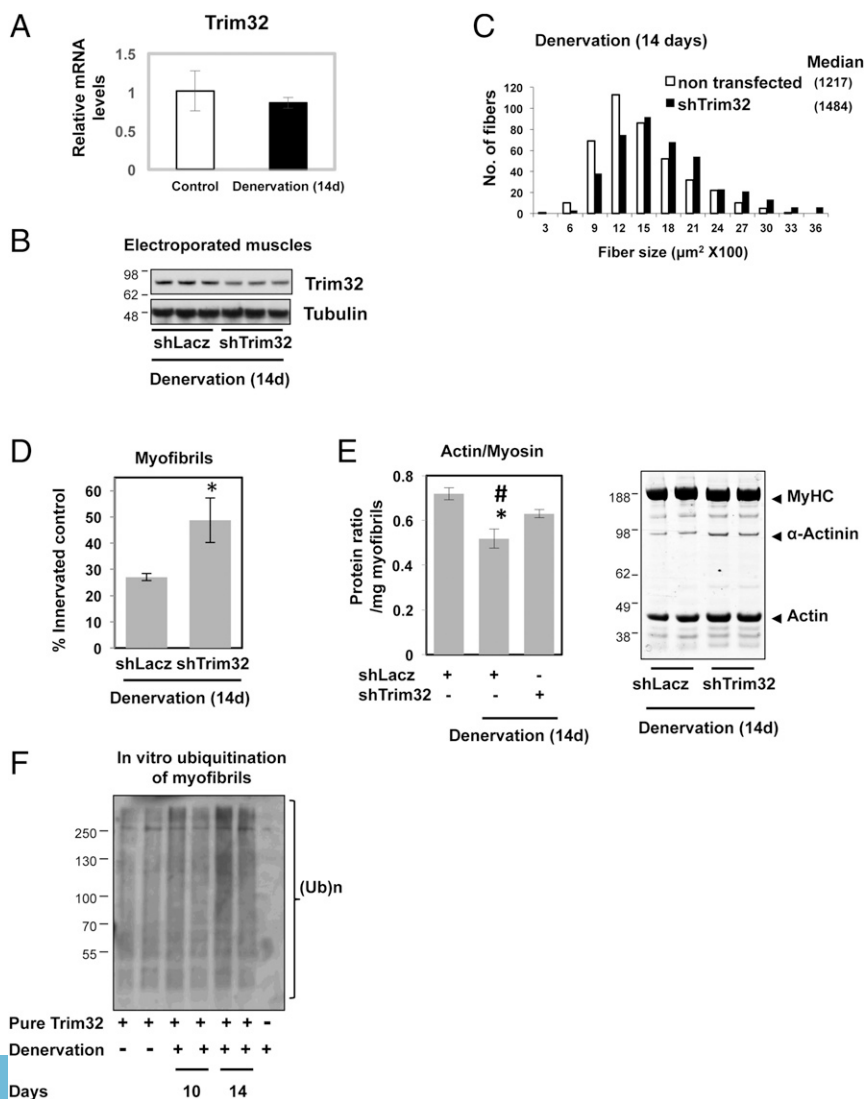 A
Trim32
Relative mRNA levels
1.5
1
0.5
0
Control Denervation (14d)
B
Electroporated muscles
98
62
48
Trim32
Tubulin
shLacz shTrim32
Denervation (14d)
C
Denervation (14 days)
Median
non transfected (1217)
shTrim32 (1484)
No. of fibers
120
100
80
60
40
20
0
3 6 9 12 15 18 21 24 27 30 33 36
Fiber size (µm² X100)
D
Myofibrils
% Innervated control
60
50
40
30
20
10
0
*
shLacz shTrim32
Denervation (14d)
E
Actin/Myosin
Protein ratio /mg myofibrils
0.8
0.6
0.4
0.2
0
#
*
shLacz + + -
shTrim32 - - +
Denervation (14d)
188
98
62
49
38
MyHC
α-Actinin
Actin
shLacz shTrim32
Denervation (14d)
F
In vitro ubiquitination
of myofibrils
250
130
100
70
55
(Ub)n
Pure Trim32 + + + + + + -
Denervation - - + + + + +
Days 10 14